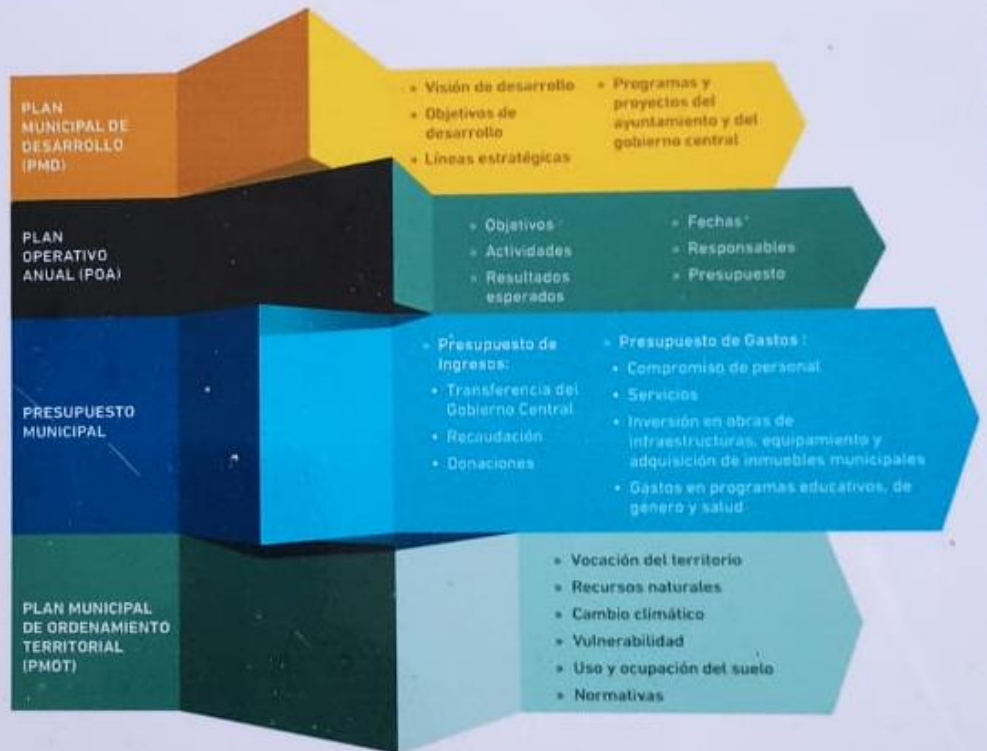 PLAN
MUNICIPAL DE
DESARROLLO
(PMD)
» Visión de desarrollo
» Objetivos de
desarrollo
» Líneas estratégicas
» Programas y
proyectos del
ayuntamiento y del
gobierno central
PLAN
OPERATIVO
ANUAL (POA)
» Objetivos
» Actividades
» Resultados
esperados
» Fechas
» Responsables
» Presupuesto
PRESUPUESTO
MUNICIPAL
» Presupuesto de
Ingresos:
• Transferencia del
Gobierno Central
• Recaudación
• Donaciones
» Presupuesto de Gastos :
• Compromiso de personal
• Servicios
• Inversión en obras de
infraestructuras, equipamiento y
adquisición de inmuebles municipales
• Gastos en programas educativos, de
género y salud
PLAN MUNICIPAL
DE ORDENAMIENTO
TERRITORIAL
(PMOT)
» Vocación del territorio
» Recursos naturales
» Cambio climático
» Vulnerabilidad
» Uso y ocupación del suelo
» Normativas